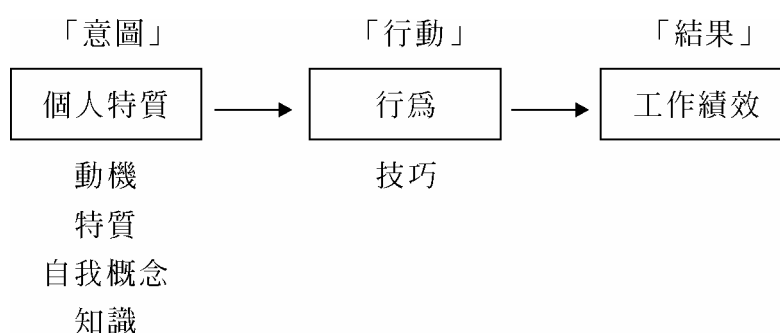 「意圖」 「行動」 「結果」
個人特質 行爲 工作績效
動機 技巧
特質
自我概念
知識